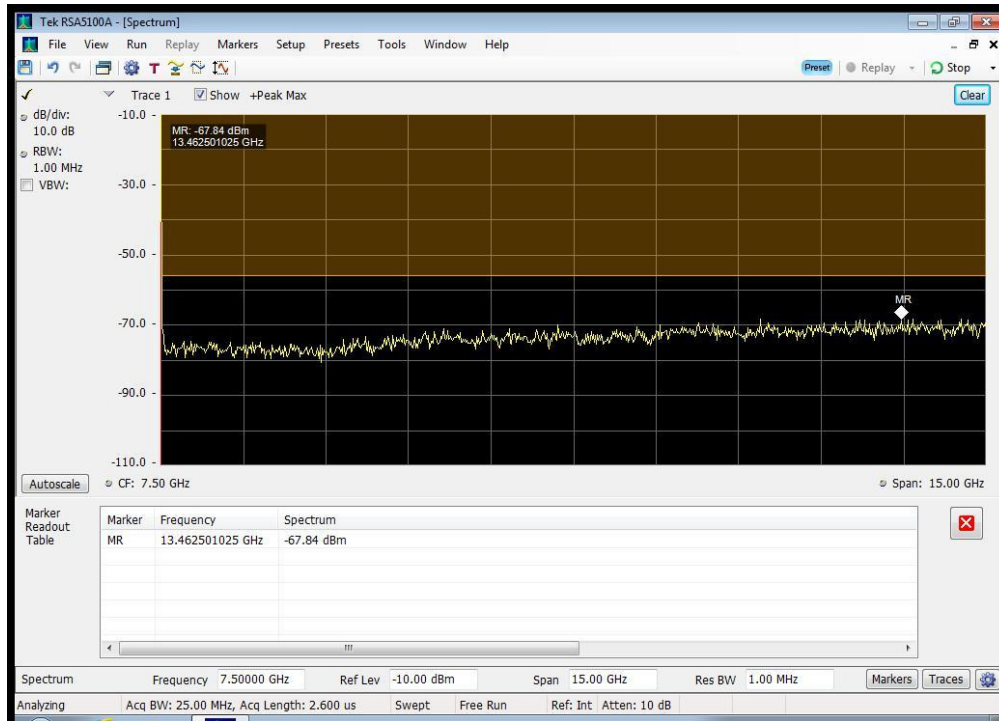 Tek RSA5100A - [Spectrum]
File View Run Replay Markers Setup Presets Tools Window Help
T
Preset Replay Stop
Trace 1 Show +Peak Max Clear
dB/div:
10.0 dB
RBW:
1.00 MHz
VBW:
-10.0
-30.0
-50.0
-70.0
-90.0
-110.0
MR: -67.84 dBm
13.462501025 GHz
MR
Autoscale CF: 7.50 GHz Span: 15.00 GHz
Marker
Readout
Table
Marker Frequency Spectrum
MR 13.462501025 GHz -67.84 dBm
Spectrum Frequency 7.50000 GHz Ref Lev -10.00 dBm Span 15.00 GHz Res BW 1.00 MHz Markers Traces
Analyzing Acq BW: 25.00 MHz, Acq Length: 2.600 us Swept Free Run Ref: Int Atten: 10 dB